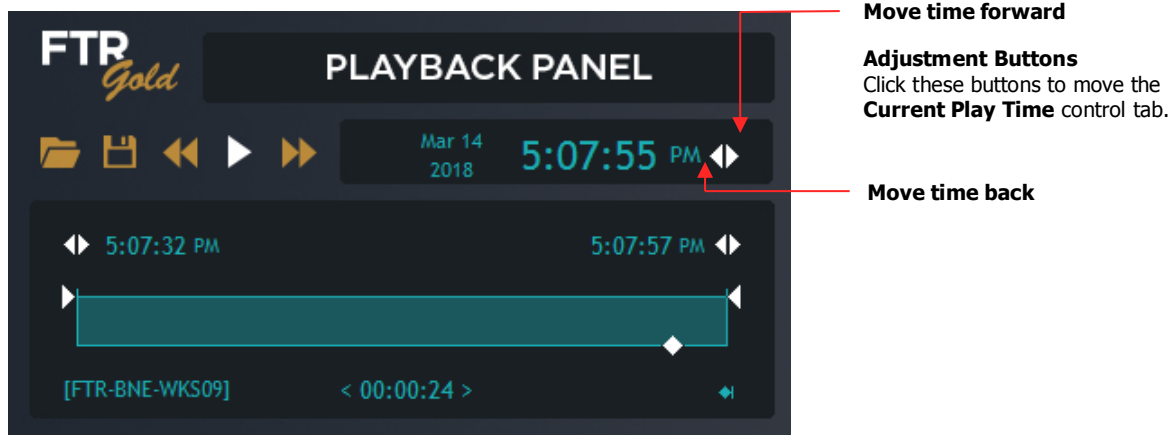 Move time forward
FTR
Gold
PLAYBACK PANEL
Adjustment Buttons
Click these buttons to move the
Current Play Time control tab.
Mar 14
2018
5:07:55 PM
Move time back
5:07:32 PM
5:07:57 PM
[FTR-BNE-WKS09]
< 00:00:24 >